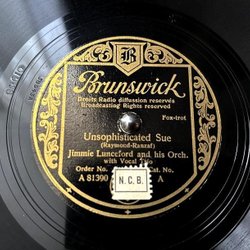 B
Brunswick
Droits Radio diffusion reservés
Broadcasting Rights reserved
Fox-trot
Unsophisticated Sue
(Raymond-Ranzaf)
Jimmie Lunceford and his Orch.
with Vocal Trio
Order No. Cat. No.
A 81390 A
N.C.B.